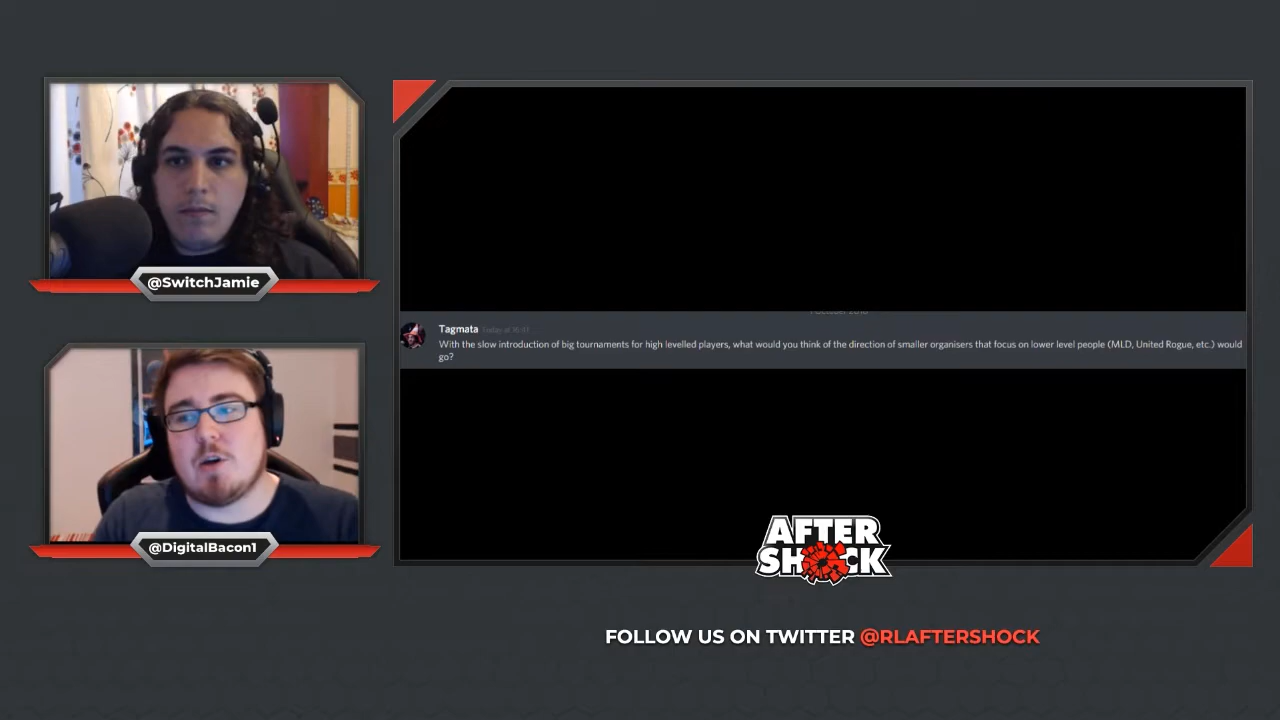 @SwitchJamie
Tagmata
With the slow introduction of big tournaments for high levelled players, what would you think of the direction of smaller organisers that focus on lower level people (MLD, United Rogue, etc.) would
go?
@DigitalBacon1
AFTER
SHOCK
FOLLOW US ON TWITTER @RLAFTERSHOCK